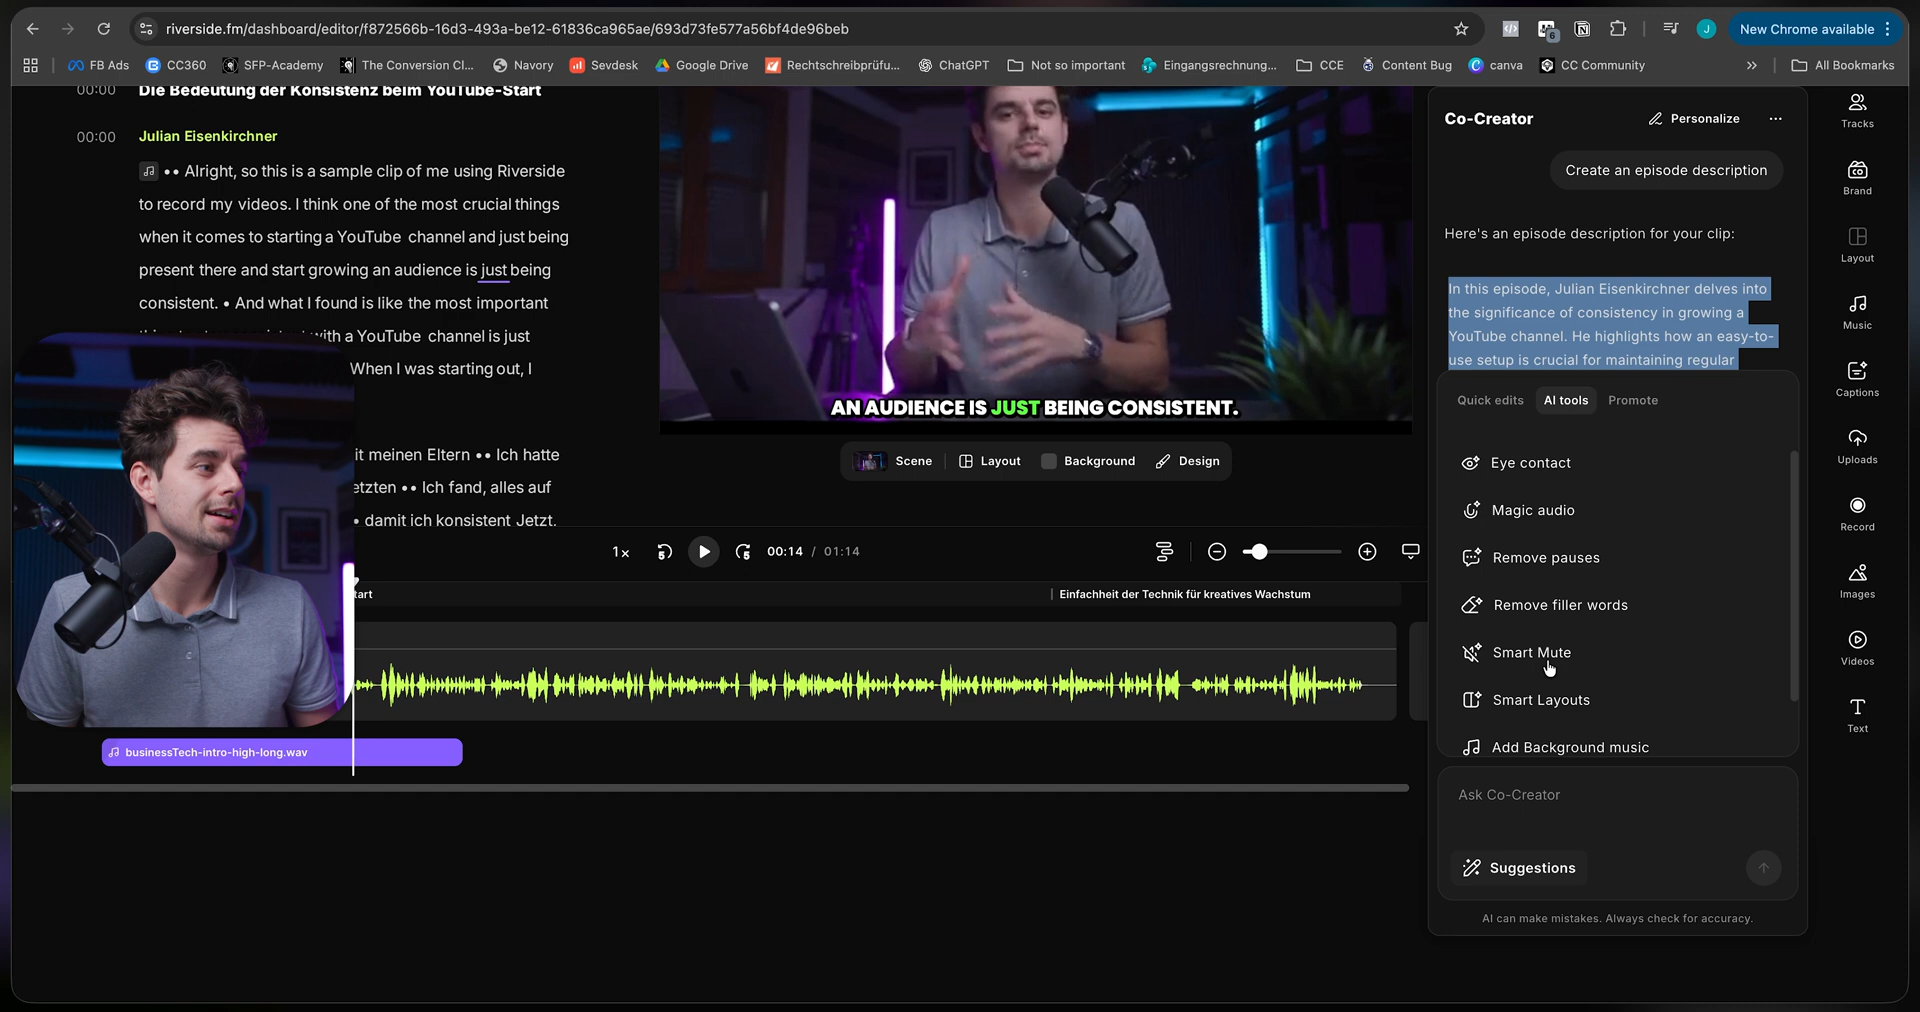 riverside.fm/dashboard/editor/f872566b-16d3-493a-be12-61836ca965ae/693d73fe577a56bf4de96beb
6
J
New Chrome available
FB Ads
CC360
SFP-Academy
The Conversion Cl...
Navory
Sevdesk
Google Drive
Rechtschreibprüfu...
ChatGPT
Not so important
Eingangsrechnung...
CCE
Content Bug
canva
CC Community
All Bookmarks
00:00 Die Bedeutung der Konsistenz beim YouTube-Start
00:00 Julian Eisenkirchner
•• Alright, so this is a sample clip of me using Riverside
to record my videos. I think one of the most crucial things
when it comes to starting a YouTube channel and just being
present there and start growing an audience is just being
consistent. • And what I found is like the most important
with a YouTube channel is just
When I was starting out, I
it meinen Eltern •• Ich hatte
etzten •• Ich fand, alles auf
• damit ich konsistent Jetzt.
AN AUDIENCE IS JUST BEING CONSISTENT.
Scene
Layout
Background
Design
1x
5
5
00:14 / 01:14
tart
Einfachheit der Technik für kreatives Wachstum
businessTech-intro-high-long.wav
Co-Creator
Personalize
Create an episode description
Here's an episode description for your clip:
In this episode, Julian Eisenkirchner delves into
the significance of consistency in growing a
YouTube channel. He highlights how an easy-to-
use setup is crucial for maintaining regular
Quick edits
AI tools
Promote
Eye contact
Magic audio
Remove pauses
Remove filler words
Smart Mute
Smart Layouts
Add Background music
Ask Co-Creator
Suggestions
AI can make mistakes. Always check for accuracy.
Tracks
Brand
Layout
Music
Captions
Uploads
Record
Images
Videos
Text